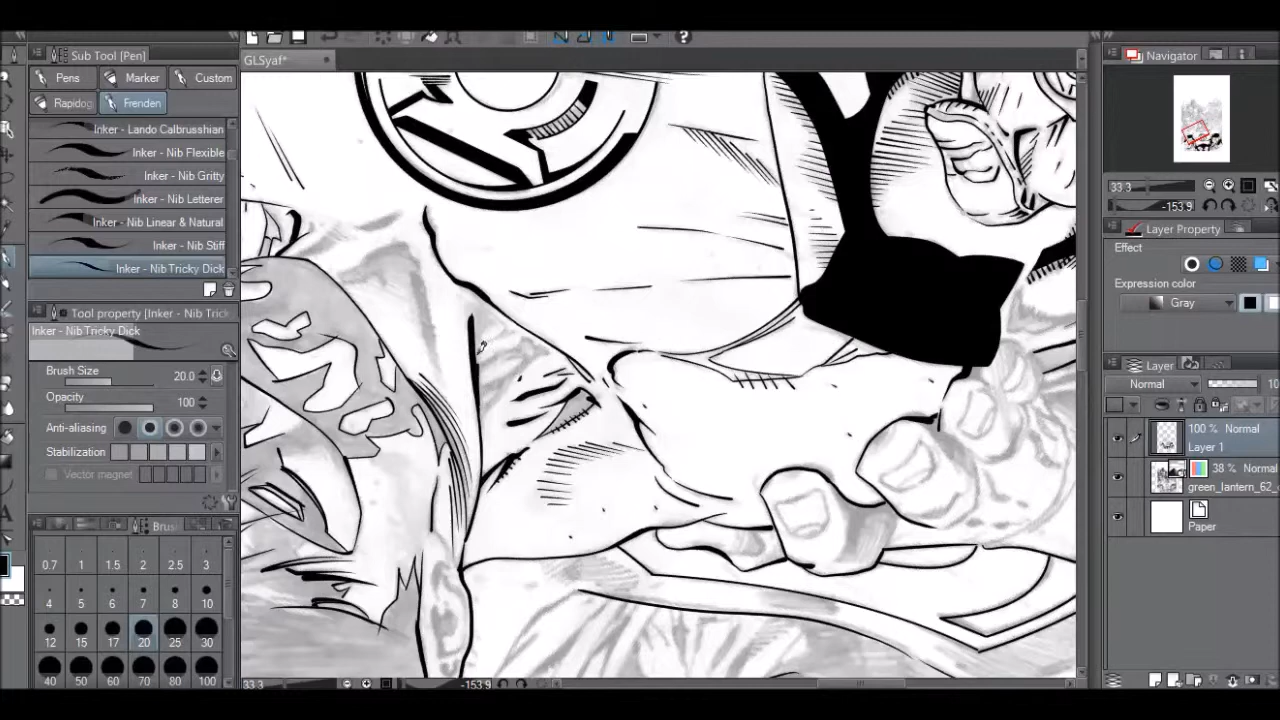 Sub Tool [Pen]
Pens
Marker
Custom
Rapidog
Frenden
Inker - Lando Calbrusshian
Inker - Nib Flexible
Inker - Nib Gritty
Inker - Nib Letterer
Inker - Nib Linear & Natural
Inker - Nib Stiff
Inker - Nib Tricky Dick
Tool property [Inker - Nib Trick
Inker - Nib Tricky Dick
Brush Size
20.0
Opacity
100
Anti-aliasing
Stabilization
Vector magnet
Brus
0.7 1 1.5 2 2.5 3
4 5 6 7 8 10
12 15 17 20 25 30
40 50 60 70 80 100
GLSyaf*
33.3
-153.9
Navigator
33.3
-153.9
Layer Property
Effect
Expression color
Gray
Layer
Normal
100
100 % Normal
Layer 1
38 % Normal
green_lantern_62_
Paper